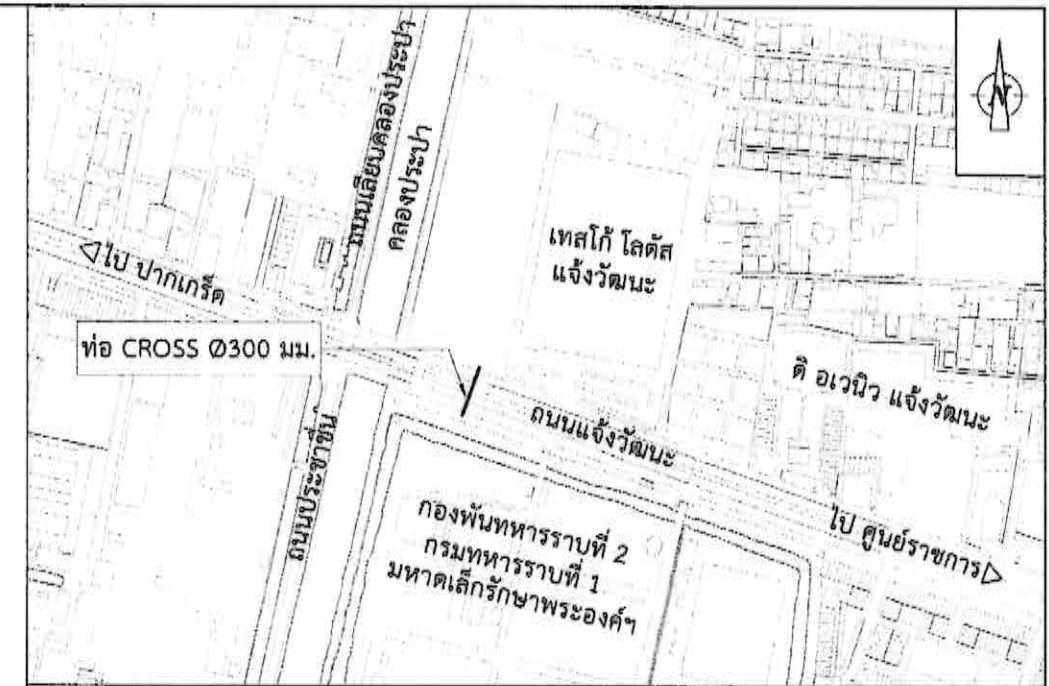 N
ถนนเลียบคลองประปา
คลองประปา
เทสโก้ โลตัส
แจ้งวัฒนะ
ไป ปากเกร็ด
ท่อ CROSS Ø300 มม.
ดิ อเวนิว แจ้งวัฒนะ
ถนนแจ้งวัฒนะ
ถนนประชาชื่น
กองพันทหารราบที่ 2
กรมทหารราบที่ 1
มหาดเล็กรักษาพระองค์ฯ
ไป ศูนย์ราชการ